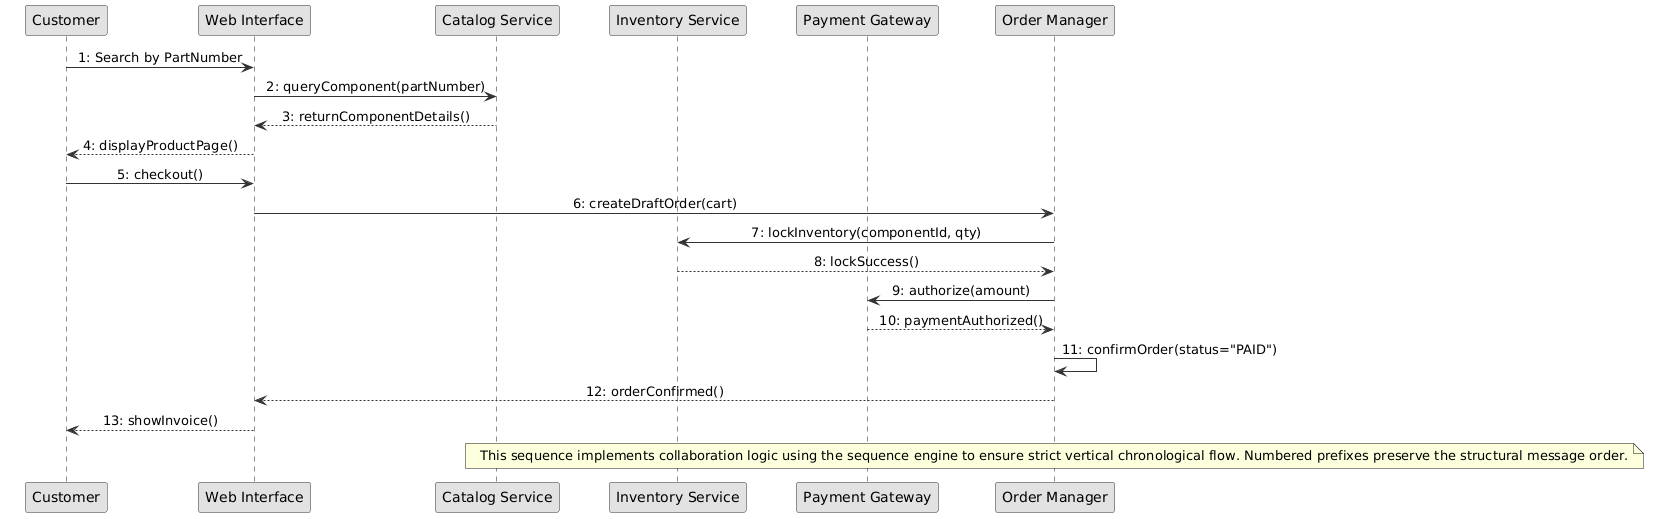 Customer
Web Interface
Catalog Service
Inventory Service
Payment Gateway
Order Manager
1: Search by PartNumber
2: queryComponent(partNumber)
3: returnComponentDetails()
4: displayProductPage()
5: checkout()
6: createDraftOrder(cart)
7: lockInventory(componentId, qty)
8: lockSuccess()
9: authorize(amount)
10: paymentAuthorized()
11: confirmOrder(status="PAID")
12: orderConfirmed()
13: showInvoice()
This sequence implements collaboration logic using the sequence engine to ensure strict vertical chronological flow. Numbered prefixes preserve the structural message order.
Customer
Web Interface
Catalog Service
Inventory Service
Payment Gateway
Order Manager